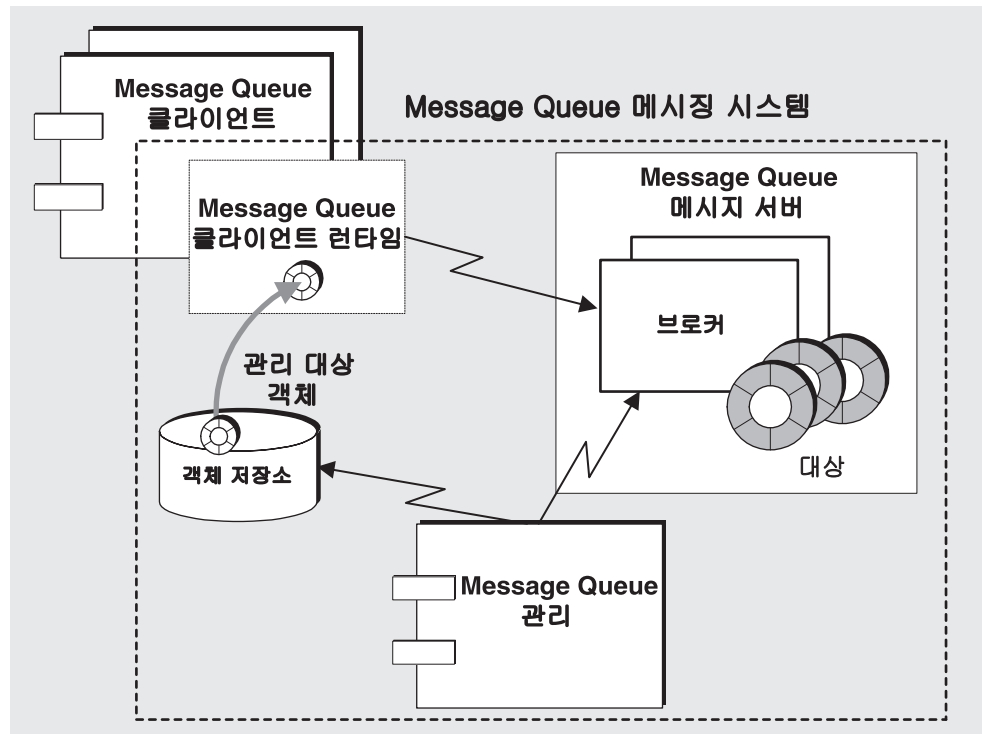 Message Queue
클라이언트
Message Queue 메시징 시스템
Message Queue
클라이언트 런타임
Message Queue
메시지 서버
브로커
관리 대상
객체
객체 저장소
대상
Message Queue
관리